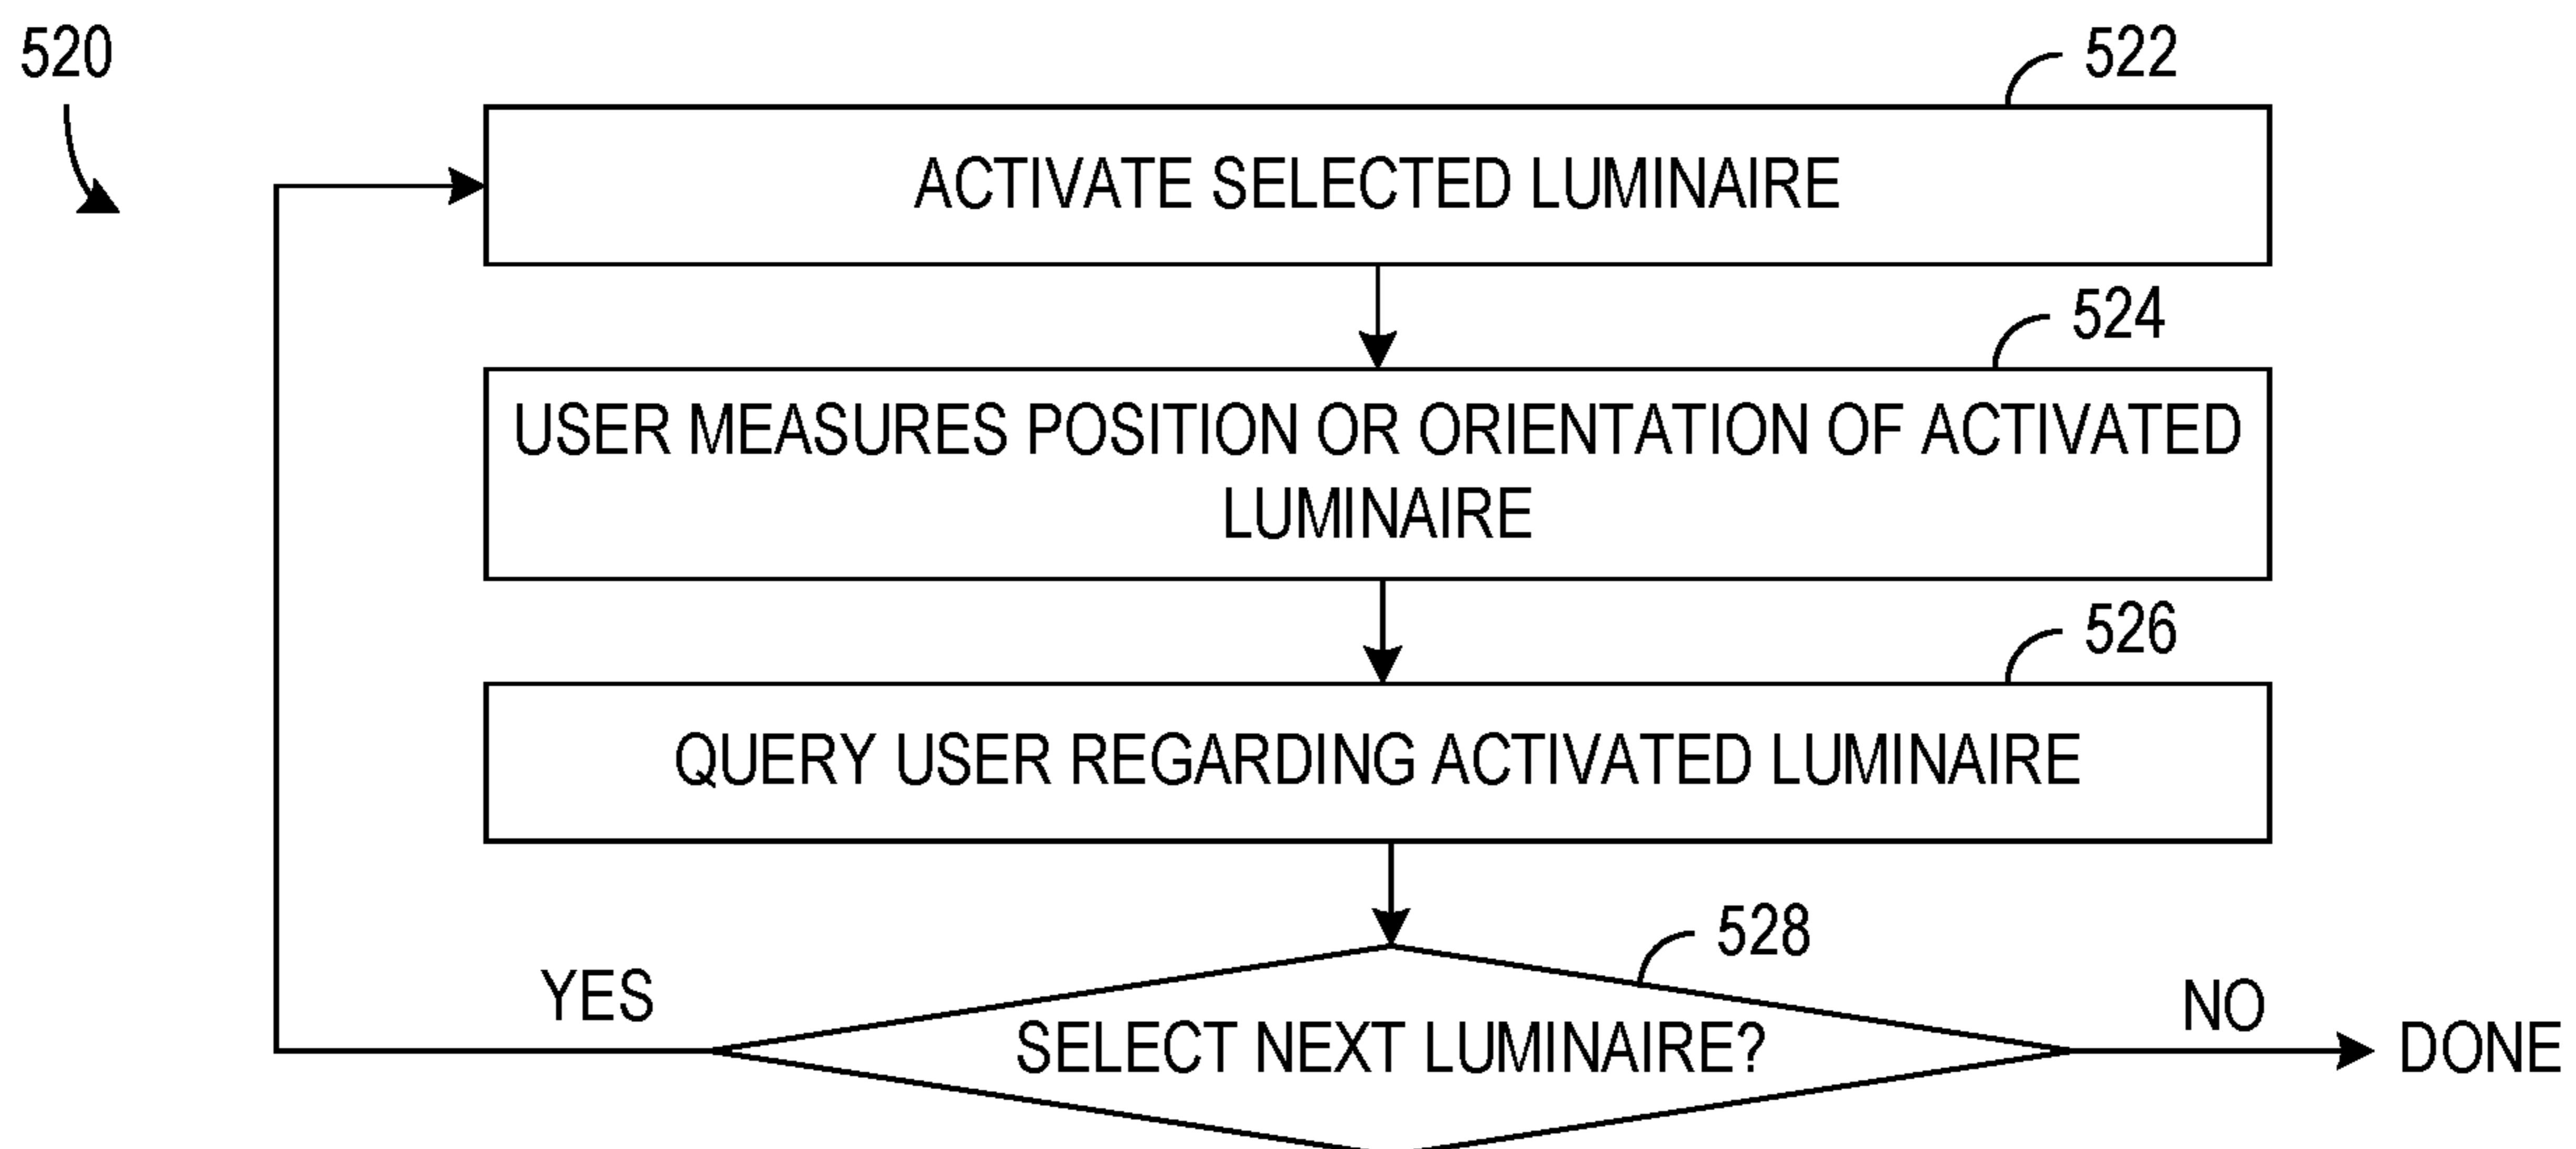 520
522
ACTIVATE SELECTED LUMINAIRE
524
USER MEASURES POSITION OR ORIENTATION OF ACTIVATED
LUMINAIRE
526
QUERY USER REGARDING ACTIVATED LUMINAIRE
528
YES
SELECT NEXT LUMINAIRE?
NO
DONE